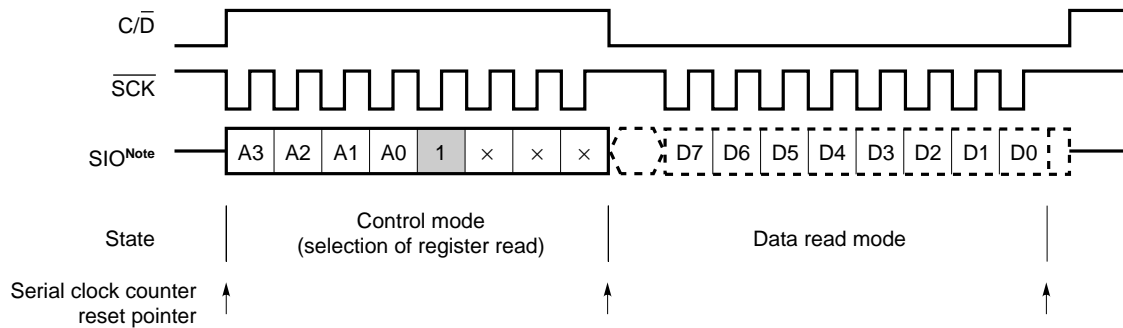 C/D̅
S̅C̅K̅
SIONote A3 A2 A1 A0 1 × × × D7 D6 D5 D4 D3 D2 D1 D0
State Control mode (selection of register read) Data read mode
Serial clock counter
reset pointer